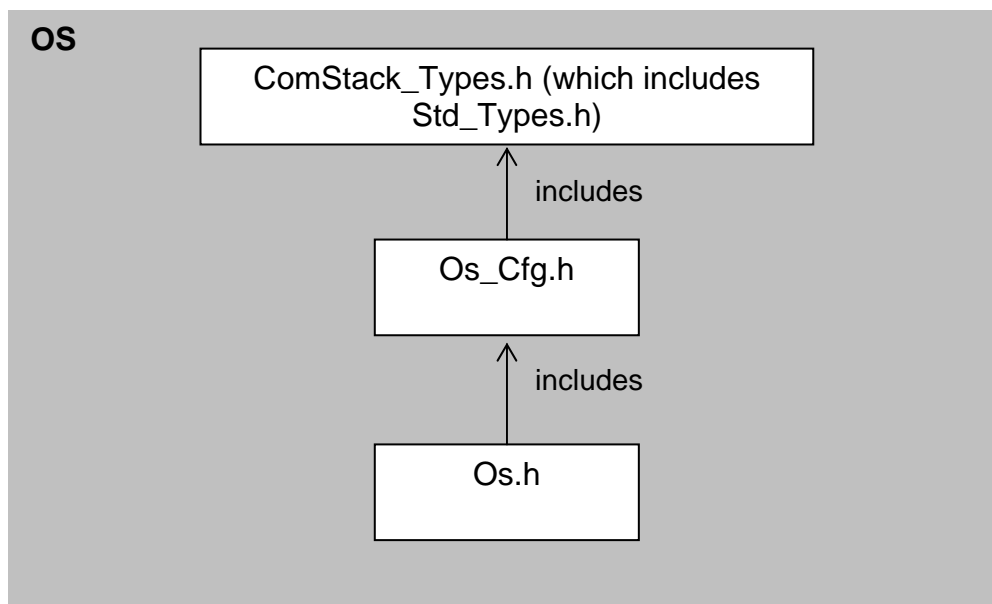 OS
ComStack_Types.h (which includes
Std_Types.h)
includes
Os_Cfg.h
includes
Os.h